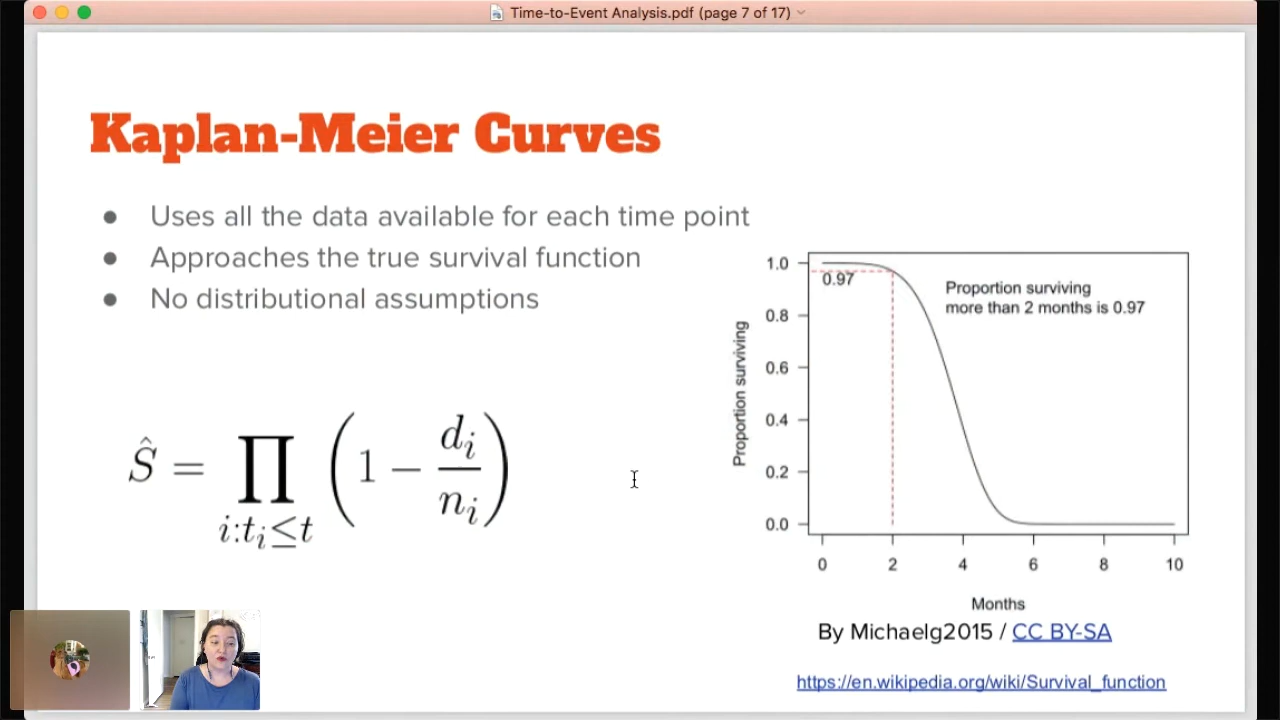 Time-to-Event Analysis.pdf (page 7 of 17)
Kaplan-Meier Curves
● Uses all the data available for each time point
● Approaches the true survival function
● No distributional assumptions
Ŝ = ∏ i:tᵢ≤t (1 − dᵢ/nᵢ)
Proportion surviving
1.0
0.8
0.6
0.4
0.2
0.0
0.97
Proportion surviving
more than 2 months is 0.97
0 2 4 6 8 10
Months
By Michaelg2015 / CC BY-SA
https://en.wikipedia.org/wiki/Survival_function